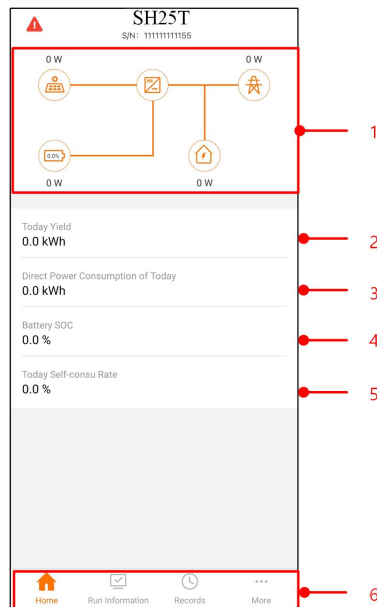 SH25T
S/N: 111111111155
0 W
0 W
0.0%
0 W
0 W
1
Today Yield
0.0 kWh
2
Direct Power Consumption of Today
0.0 kWh
3
Battery SOC
0.0 %
4
Today Self-consu Rate
0.0 %
5
Home Run Information Records More
6